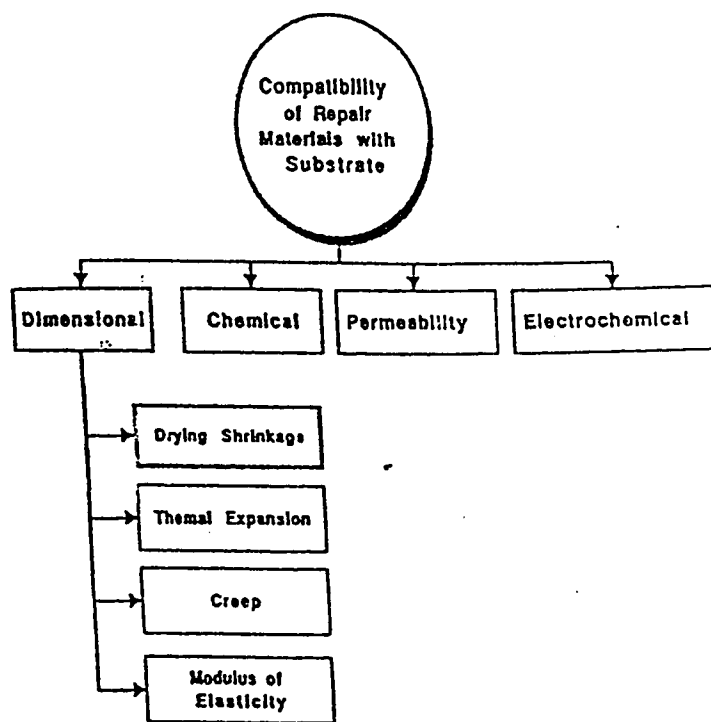 Compatibility
of Repair
Materials with
Substrate
Dimensional
Chemical
Permeability
Electrochemical
Drying Shrinkage
Themal Expansion
Creep
Modulus of
Elasticity